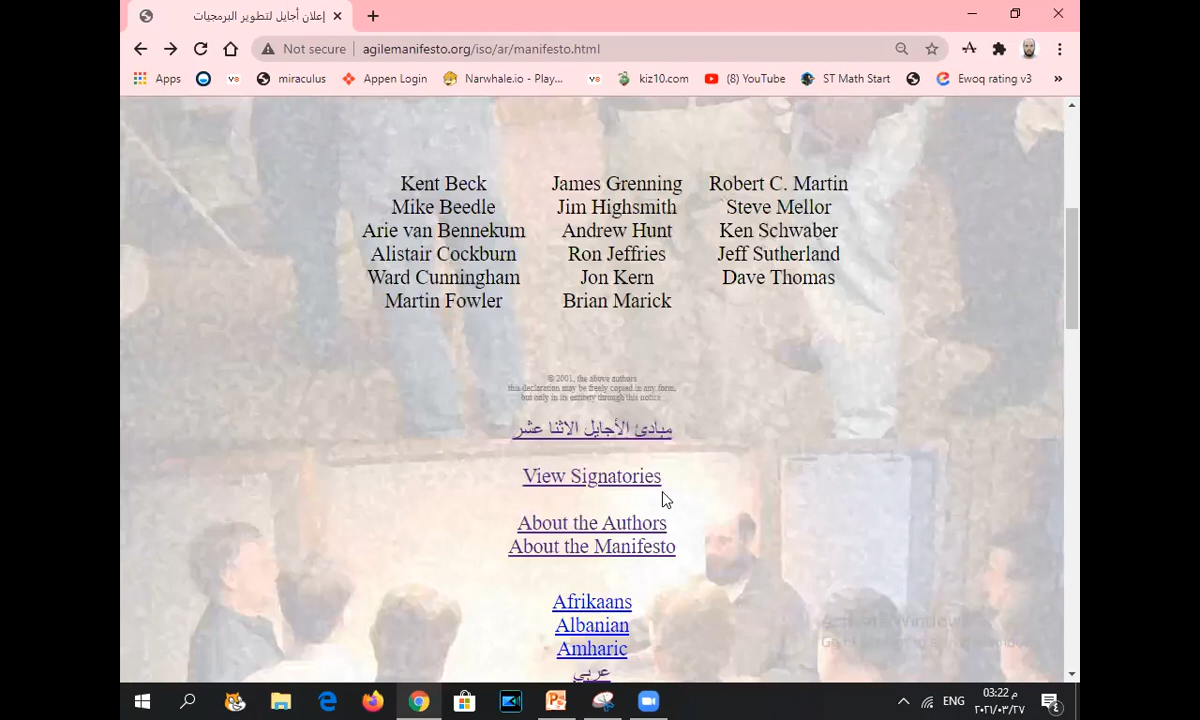 إعلان أجايل لتطوير البرمجيات
Not secure
agilemanifesto.org/iso/ar/manifesto.html
Apps
miraculus
Appen Login
Narwhale.io - Play...
kiz10.com
(8) YouTube
ST Math Start
Ewoq rating v3
Kent Beck
Mike Beedle
Arie van Bennekum
Alistair Cockburn
Ward Cunningham
Martin Fowler
James Grenning
Jim Highsmith
Andrew Hunt
Ron Jeffries
Jon Kern
Brian Marick
Robert C. Martin
Steve Mellor
Ken Schwaber
Jeff Sutherland
Dave Thomas
© 2001, the above authors
this declaration may be freely copied in any form,
but only in its entirety through this notice
مبادئ الأجايل الاثنا عشر
View Signatories
About the Authors
About the Manifesto
Afrikaans
Albanian
Amharic
عربي
ENG
03:22 م
٢٠٢١/٠٣/٢٧